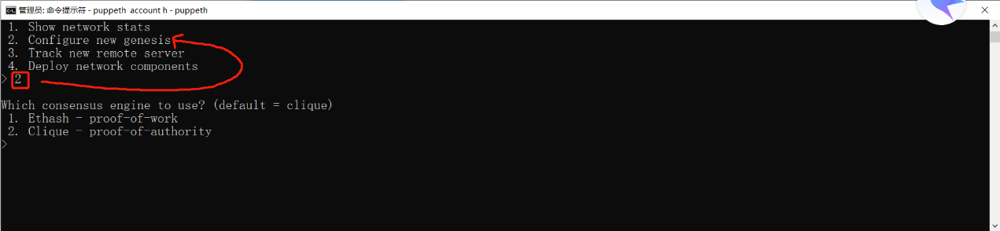 管理员: 命令提示符 - puppeth  account h - puppeth
1. Show network stats
2. Configure new genesis
3. Track new remote server
4. Deploy network components
> 2
Which consensus engine to use? (default = clique)
1. Ethash - proof-of-work
2. Clique - proof-of-authority
>